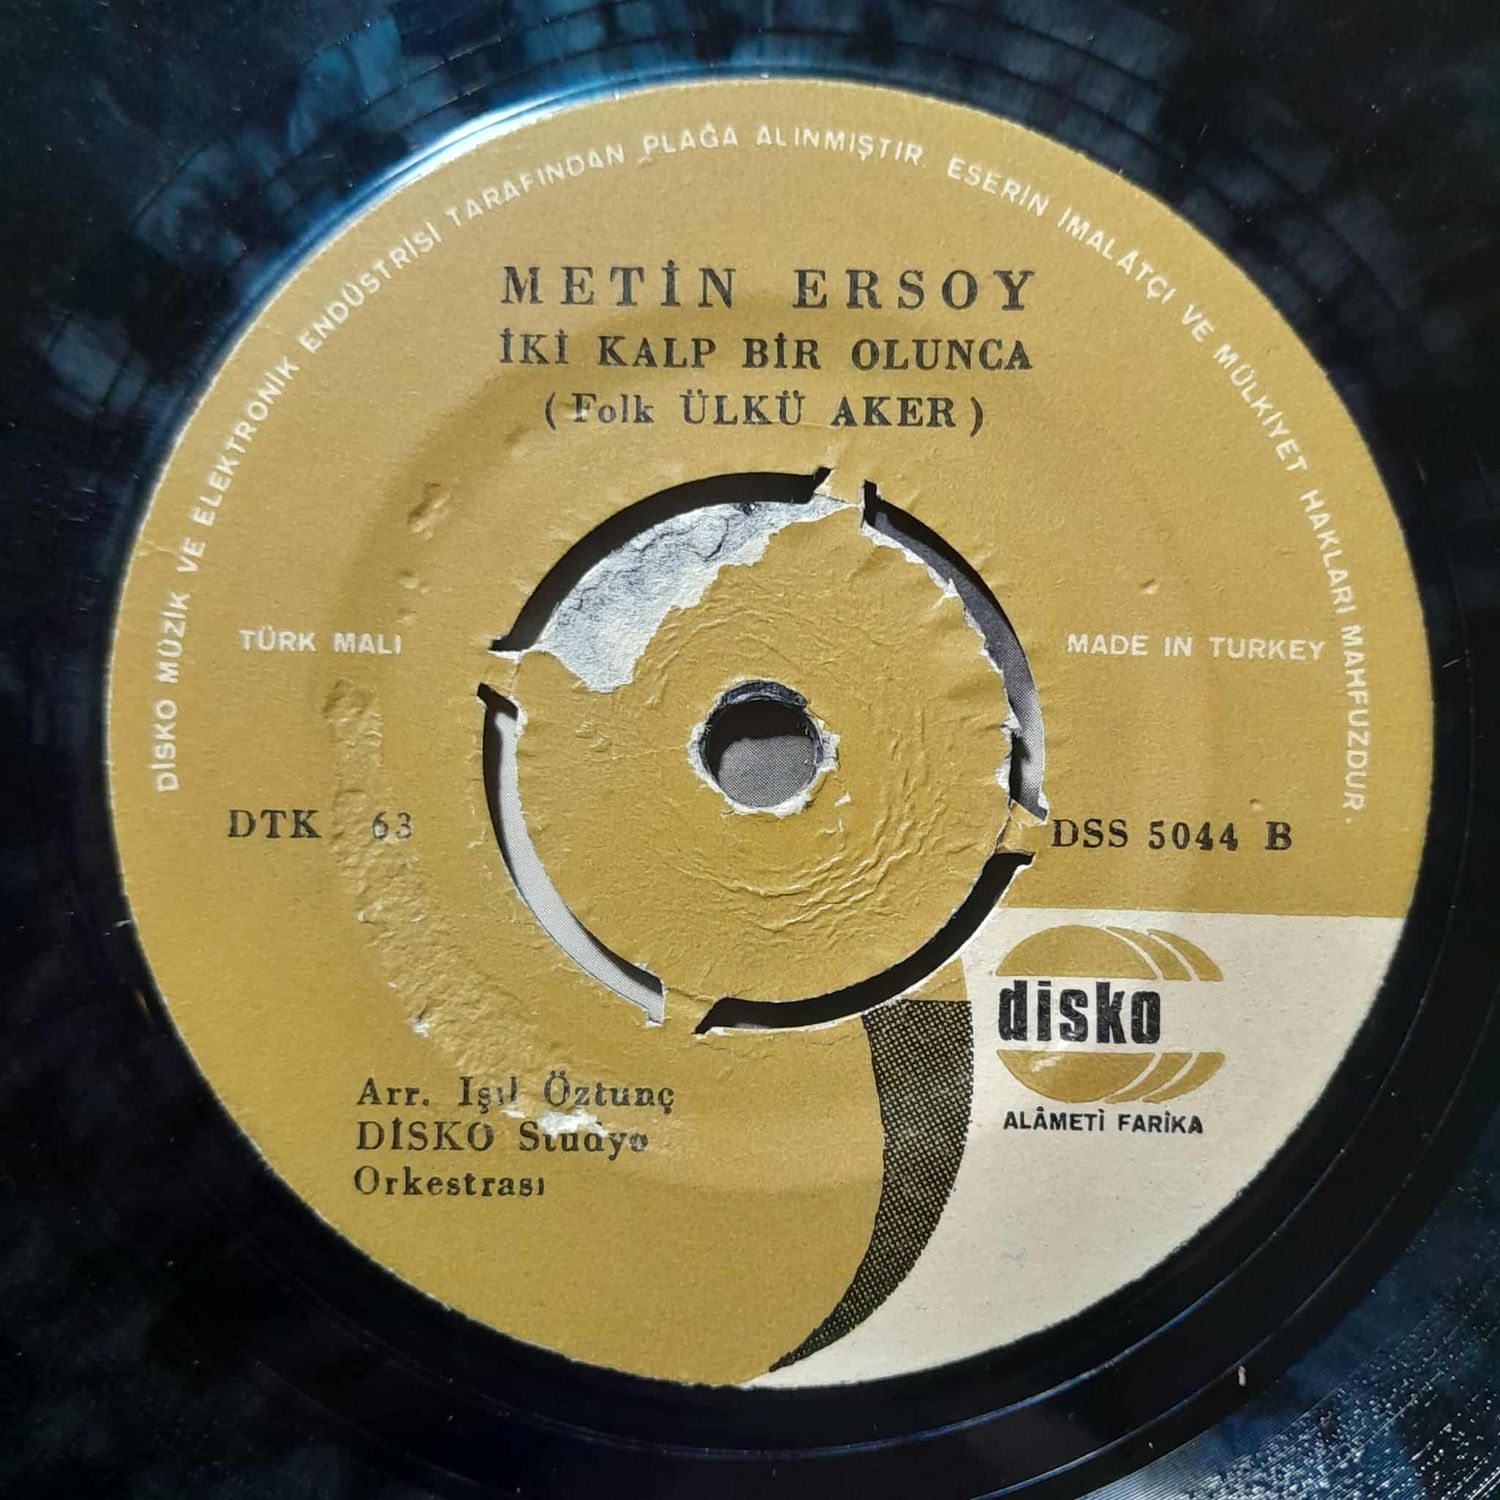 DİSKO MÜZİK VE ELEKTRONİK ENDÜSTRİSİ TARAFINDAN PLAĞA ALINMIŞTIR. ESERİN İMALÂTÇI VE MÜLKİYET HAKLARI MAHFUZDUR.
METİN ERSOY
İKİ KALP BİR OLUNCA
(Folk ÜLKÜ AKER)
TÜRK MALI
MADE IN TURKEY
DTK 63
DSS 5044 B
disko
ALÂMETİ FARİKA
Arr. Işıl Öztunç
DİSKO Stüdyo
Orkestrası